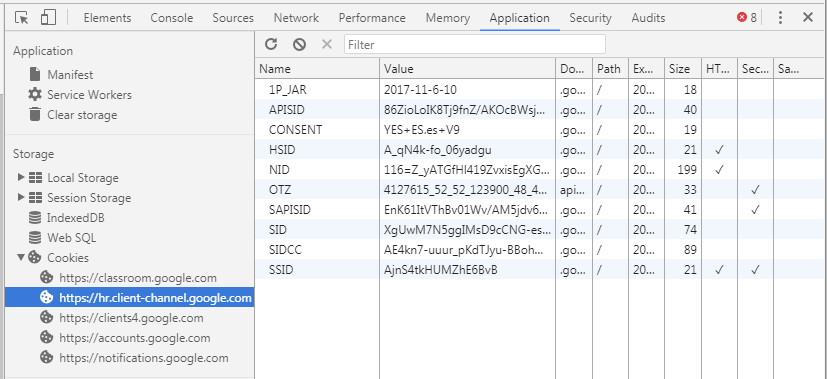 Elements Console Sources Network Performance Memory Application Security Audits 8
Application
Manifest
Service Workers
Clear storage
Storage
Local Storage
Session Storage
IndexedDB
Web SQL
Cookies
https://classroom.google.com
https://hr.client-channel.google.com
https://clients4.google.com
https://accounts.google.com
https://notifications.google.com
Filter
Name Value Do... Path Ex... Size HT... Sec... Sa...
1P_JAR 2017-11-6-10 .go... / 20... 18
APISID 86ZioLoIK8Tj9fnZ/AKOcBWsj... .go... / 20... 40
CONSENT YES+ES.es+V9 .go... / 20... 19
HSID A_qN4k-fo_06yadgu .go... / 20... 21 ✓
NID 116=Z_yATGfHI419ZvxisEgXG... .go... / 20... 199 ✓
OTZ 4127615_52_52_123900_48_4... api... / 20... 33 ✓
SAPISID EnK61ItVThBv01Wv/AM5jdv6... .go... / 20... 41 ✓
SID XgUwM7N5ggIMsD9cCNG-es... .go... / 20... 74
SIDCC AE4kn7-uuur_pKdTJyu-BBoh... .go... / 20... 89
SSID AjnS4tkHUMZhE6BvB .go... / 20... 21 ✓ ✓